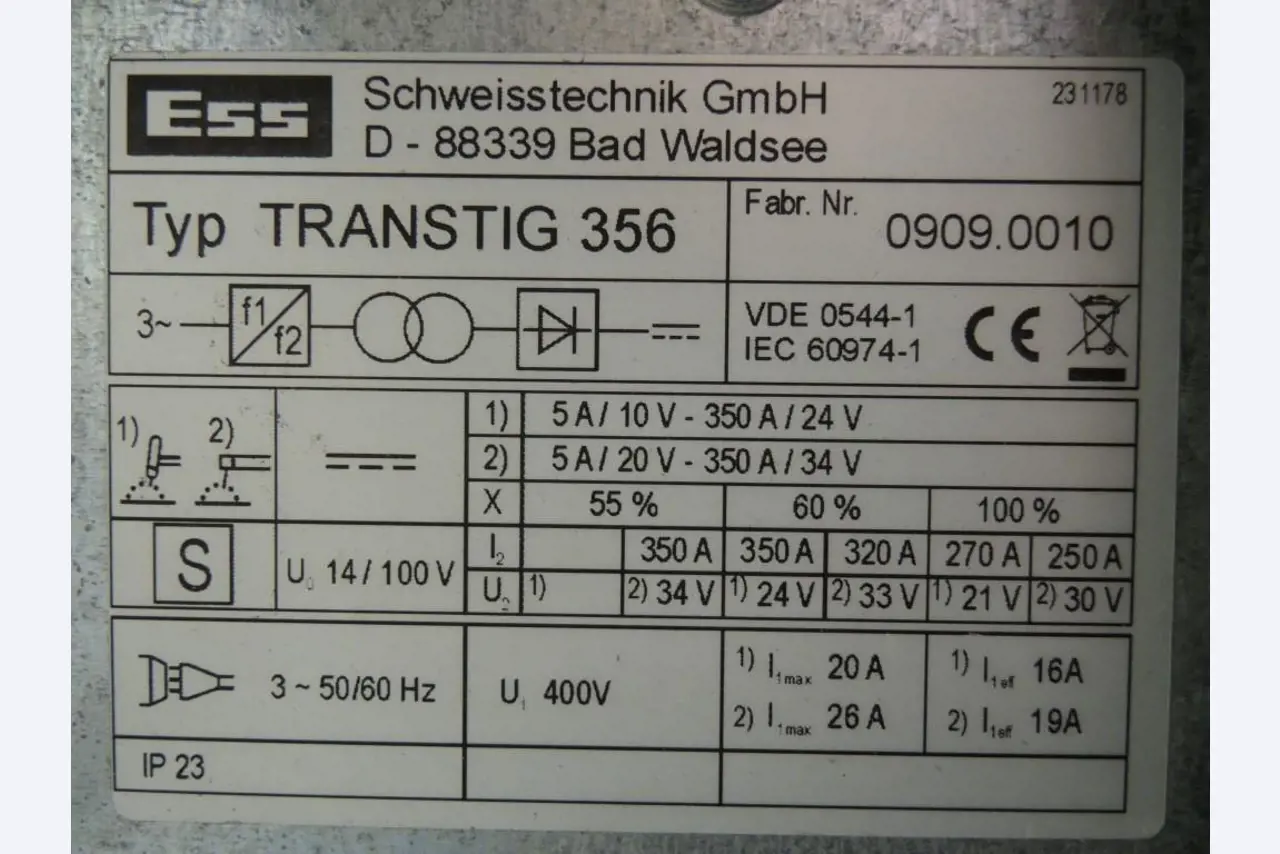 Ess Schweisstechnik GmbH 231178
D - 88339 Bad Waldsee
Typ TRANSTIG 356
Fabr. Nr. 0909.0010
3~ f1/f2
VDE 0544-1
IEC 60974-1
CE
1) 2)
1) 5 A / 10 V - 350 A / 24 V
2) 5 A / 20 V - 350 A / 34 V
X 55 % 60 % 100 %
S
U₀ 14 / 100 V
I₂ 350 A 350 A 320 A 270 A 250 A
U₂ 1) 2) 34 V 1) 24 V 2) 33 V 1) 21 V 2) 30 V
3 ~ 50/60 Hz
U₁ 400V
1) I₁max 20 A 1) I₁eff 16A
2) I₁max 26 A 2) I₁eff 19A
IP 23